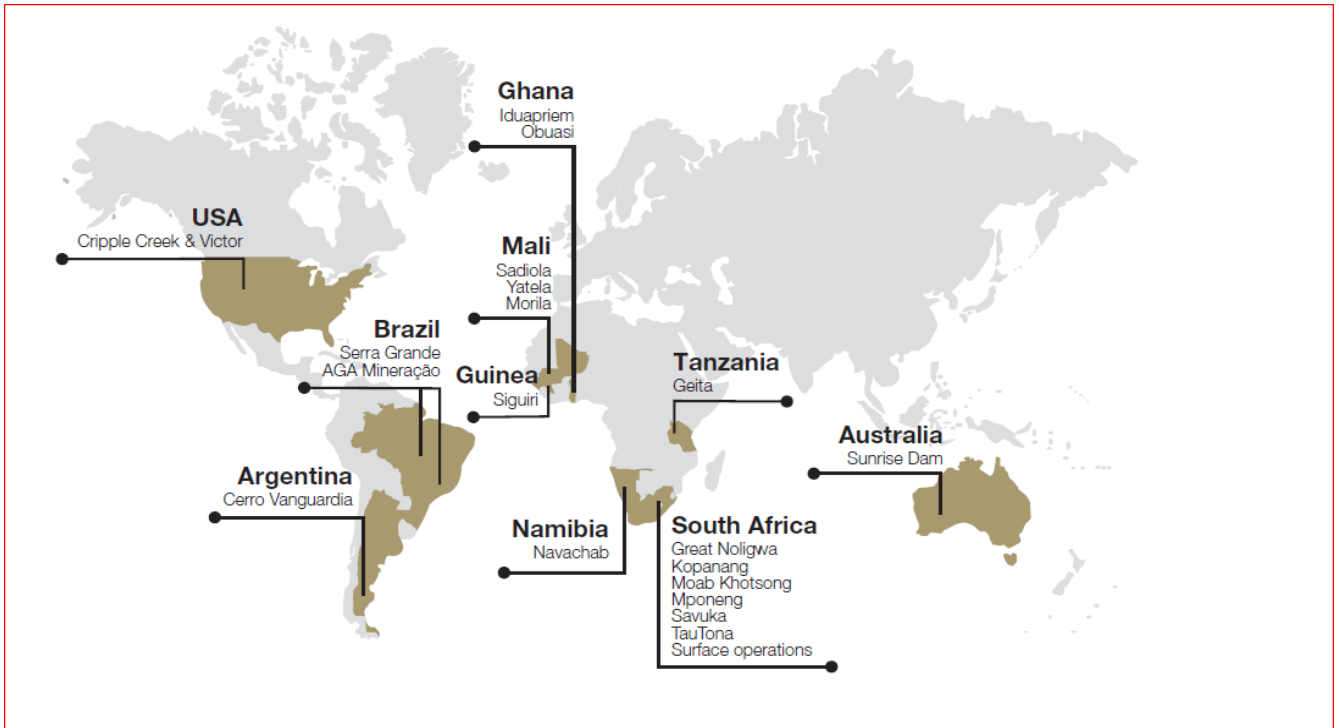 Ghana
Iduapriem
Obuasi
USA
Cripple Creek & Victor
Mali
Sadiola
Yatela
Morila
Brazil
Serra Grande
AGA Mineração
Guinea
Siguiri
Tanzania
Geita
Australia
Sunrise Dam
Argentina
Cerro Vanguardia
Namibia
Navachab
South Africa
Great Noligwa
Kopanang
Moab Khotsong
Mponeng
Savuka
TauTona
Surface operations